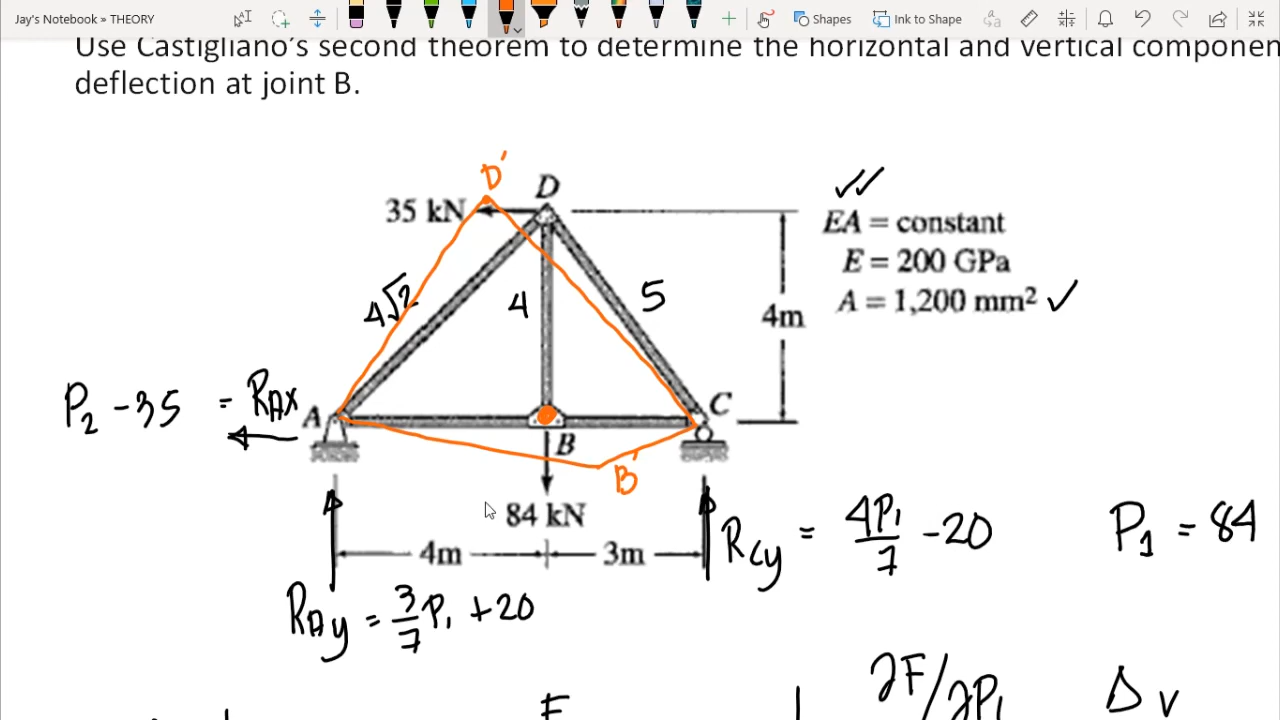 Jay's Notebook » THEORY
Shapes
Ink to Shape
Use Castigliano's second theorem to determine the horizontal and vertical componen
deflection at joint B.
D'
D
35 kN
EA = constant
E = 200 GPa
A = 1,200 mm²
4√2
4
5
4m
P₂ -35 = RAX
A
C
B
B'
84 kN
4m
3m
RCy = 4P₁/7 -20
P₁ = 84
RAy = 3/7 P₁ +20
∂F/∂P₁
Δ v
F